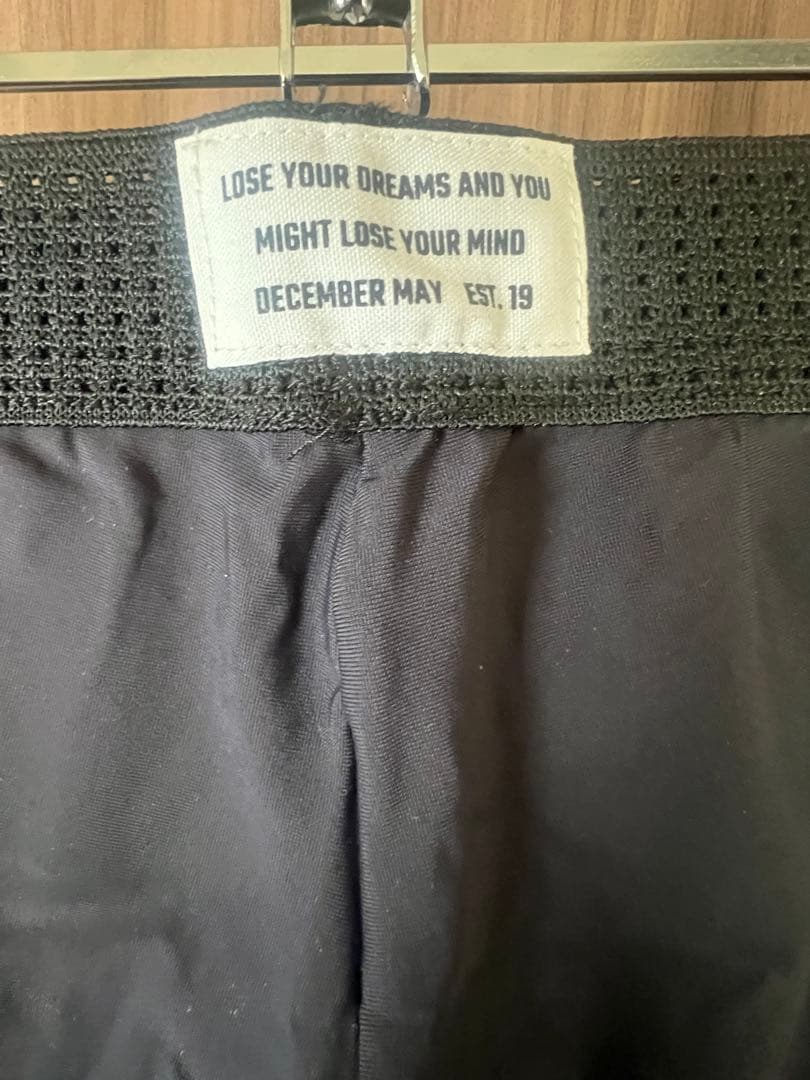 LOSE YOUR DREAMS AND YOU
MIGHT LOSE YOUR MIND
DECEMBER MAY EST. 19